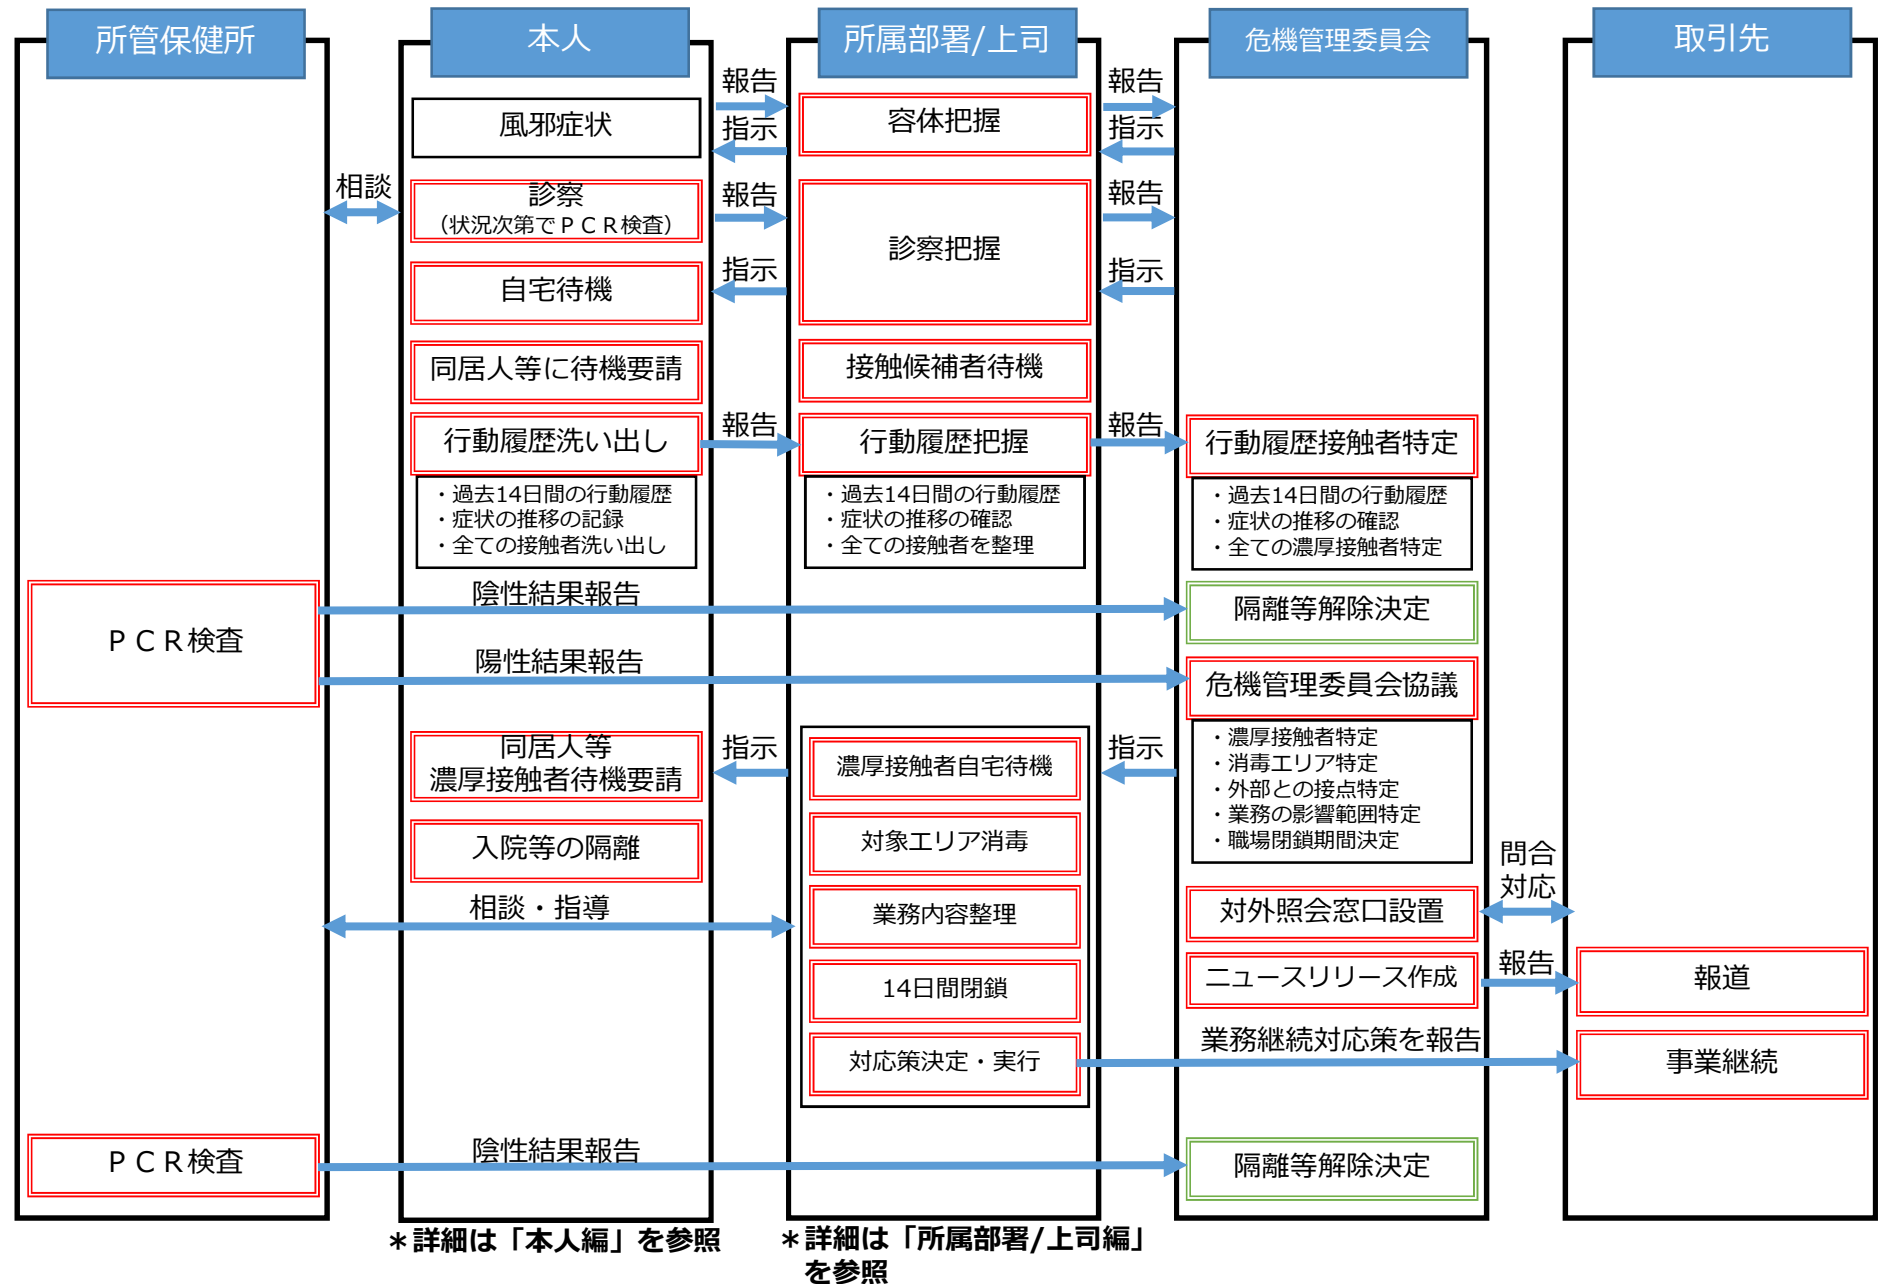 所管保健所
本人
所属部署/上司
危機管理委員会
取引先
風邪症状
報告
指示
容体把握
報告
指示
相談
診察
（状況次第でＰＣＲ検査）
報告
診察把握
報告
自宅待機
指示
指示
同居人等に待機要請
接触候補者待機
行動履歴洗い出し
報告
行動履歴把握
報告
行動履歴接触者特定
・過去14日間の行動履歴
・症状の推移の記録
・全ての接触者洗い出し
・過去14日間の行動履歴
・症状の推移の確認
・全ての接触者を整理
・過去14日間の行動履歴
・症状の推移の確認
・全ての濃厚接触者特定
ＰＣＲ検査
陰性結果報告
隔離等解除決定
陽性結果報告
危機管理委員会協議
・濃厚接触者特定
・消毒エリア特定
・外部との接点特定
・業務の影響範囲特定
・職場閉鎖期間決定
同居人等
濃厚接触者待機要請
指示
濃厚接触者自宅待機
指示
入院等の隔離
対象エリア消毒
相談・指導
業務内容整理
対外照会窓口設置
問合
対応
14日間閉鎖
ニュースリリース作成
報告
報道
対応策決定・実行
業務継続対応策を報告
事業継続
ＰＣＲ検査
陰性結果報告
隔離等解除決定
＊詳細は「本人編」を参照
＊詳細は「所属部署/上司編」
を参照